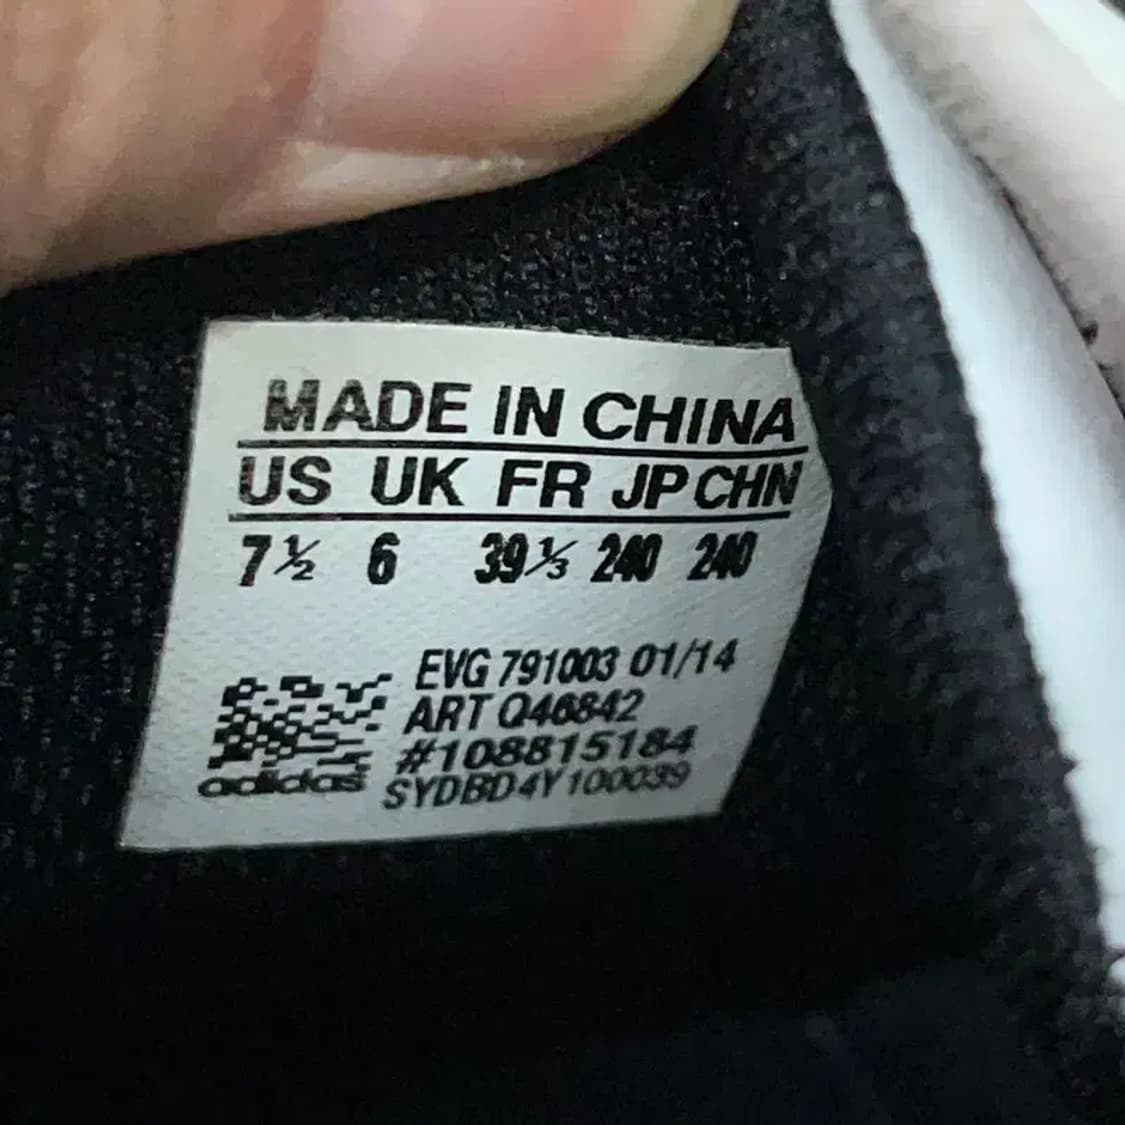 MADE IN CHINA
US UK FR JP CHN
7½ 6 39⅓ 240 240
EVG 791003 01/14
ART Q46842
#108815184
adidas SYDBD4Y100039